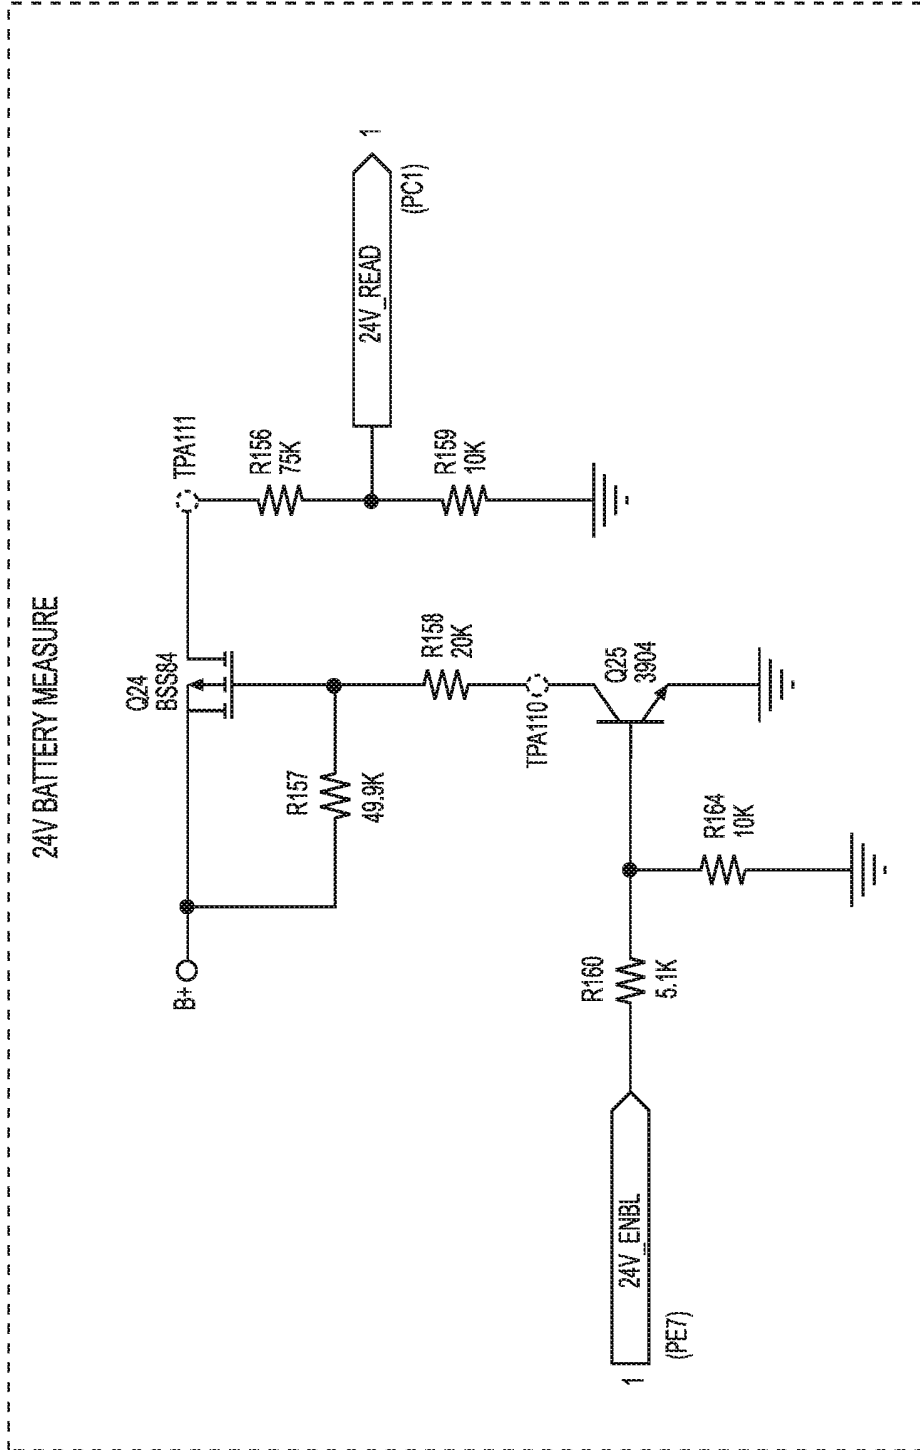 24V BATTERY MEASURE
B+
Q24
BSS84
TPA111
R157
49.9K
R156
75K
24V_READ
1
(PC1)
R158
20K
R159
10K
TPA110
Q25
3904
R160
5.1K
R164
10K
1
24V_ENBL
(PE7)